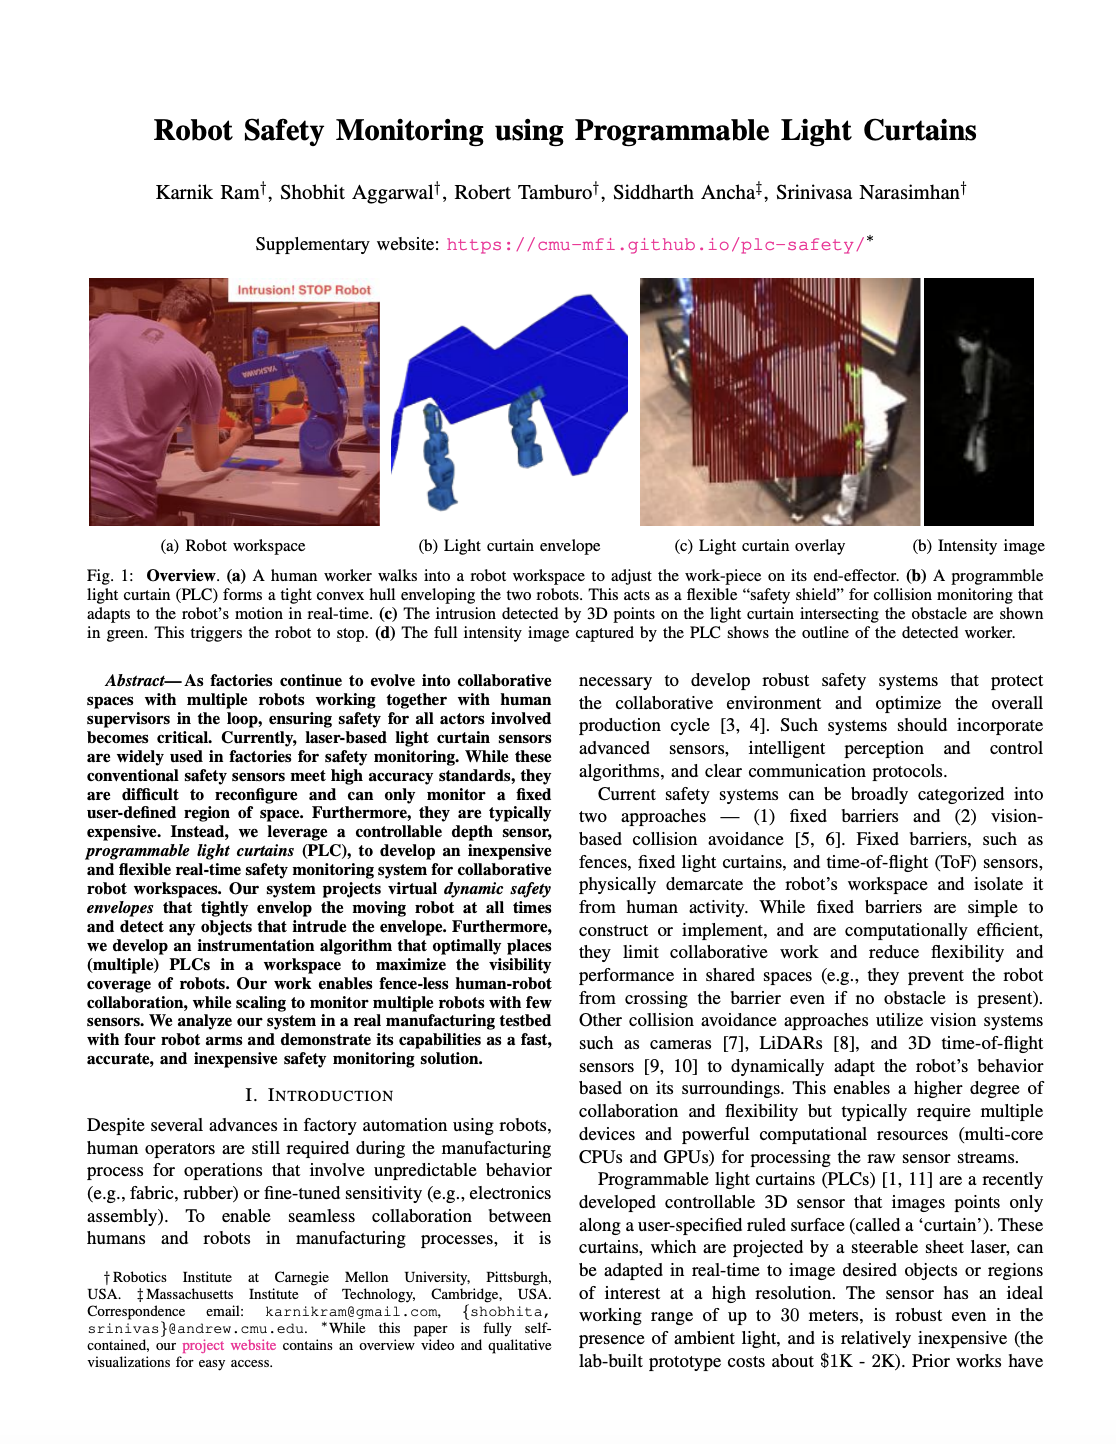 Robot Safety Monitoring using Programmable Light Curtains
Karnik Ram†, Shobhit Aggarwal†, Robert Tamburo†, Siddharth Ancha‡, Srinivasa Narasimhan†
Supplementary website: https://cmu-mfi.github.io/plc-safety/*
Intrusion! STOP Robot
YASKAWA
(a) Robot workspace
(b) Light curtain envelope
(c) Light curtain overlay
(b) Intensity image
Fig. 1: Overview. (a) A human worker walks into a robot workspace to adjust the work-piece on its end-effector. (b) A programmble
light curtain (PLC) forms a tight convex hull enveloping the two robots. This acts as a flexible “safety shield” for collision monitoring that
adapts to the robot’s motion in real-time. (c) The intrusion detected by 3D points on the light curtain intersecting the obstacle are shown
in green. This triggers the robot to stop. (d) The full intensity image captured by the PLC shows the outline of the detected worker.
Abstract—As factories continue to evolve into collaborative
spaces with multiple robots working together with human
supervisors in the loop, ensuring safety for all actors involved
becomes critical. Currently, laser-based light curtain sensors
are widely used in factories for safety monitoring. While these
conventional safety sensors meet high accuracy standards, they
are difficult to reconfigure and can only monitor a fixed
user-defined region of space. Furthermore, they are typically
expensive. Instead, we leverage a controllable depth sensor,
programmable light curtains (PLC), to develop an inexpensive
and flexible real-time safety monitoring system for collaborative
robot workspaces. Our system projects virtual dynamic safety
envelopes that tightly envelop the moving robot at all times
and detect any objects that intrude the envelope. Furthermore,
we develop an instrumentation algorithm that optimally places
(multiple) PLCs in a workspace to maximize the visibility
coverage of robots. Our work enables fence-less human-robot
collaboration, while scaling to monitor multiple robots with few
sensors. We analyze our system in a real manufacturing testbed
with four robot arms and demonstrate its capabilities as a fast,
accurate, and inexpensive safety monitoring solution.
I. INTRODUCTION
Despite several advances in factory automation using robots,
human operators are still required during the manufacturing
process for operations that involve unpredictable behavior
(e.g., fabric, rubber) or fine-tuned sensitivity (e.g., electronics
assembly). To enable seamless collaboration between
humans and robots in manufacturing processes, it is
†Robotics Institute at Carnegie Mellon University, Pittsburgh,
USA. ‡Massachusetts Institute of Technology, Cambridge, USA.
Correspondence email: karnikram@gmail.com, {shobhita,
srinivas}@andrew.cmu.edu. *While this paper is fully self-
contained, our project website contains an overview video and qualitative
visualizations for easy access.
necessary to develop robust safety systems that protect
the collaborative environment and optimize the overall
production cycle [3, 4]. Such systems should incorporate
advanced sensors, intelligent perception and control
algorithms, and clear communication protocols.
Current safety systems can be broadly categorized into
two approaches — (1) fixed barriers and (2) vision-
based collision avoidance [5, 6]. Fixed barriers, such as
fences, fixed light curtains, and time-of-flight (ToF) sensors,
physically demarcate the robot’s workspace and isolate it
from human activity. While fixed barriers are simple to
construct or implement, and are computationally efficient,
they limit collaborative work and reduce flexibility and
performance in shared spaces (e.g., they prevent the robot
from crossing the barrier even if no obstacle is present).
Other collision avoidance approaches utilize vision systems
such as cameras [7], LiDARs [8], and 3D time-of-flight
sensors [9, 10] to dynamically adapt the robot’s behavior
based on its surroundings. This enables a higher degree of
collaboration and flexibility but typically require multiple
devices and powerful computational resources (multi-core
CPUs and GPUs) for processing the raw sensor streams.
Programmable light curtains (PLCs) [1, 11] are a recently
developed controllable 3D sensor that images points only
along a user-specified ruled surface (called a ‘curtain’). These
curtains, which are projected by a steerable sheet laser, can
be adapted in real-time to image desired objects or regions
of interest at a high resolution. The sensor has an ideal
working range of up to 30 meters, is robust even in the
presence of ambient light, and is relatively inexpensive (the
lab-built prototype costs about $1K - 2K). Prior works have